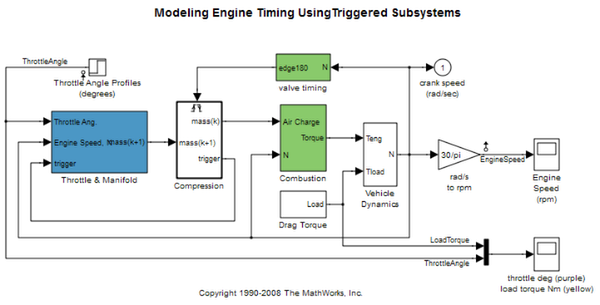 Modeling Engine Timing UsingTriggered Subsystems
ThrottleAngle
Throttle Angle Profiles
(degrees)
edge180 N
valve timing
1
crank speed
(rad/sec)
Throttle Ang.
Engine Speed, N mass(k+1)
trigger
Throttle & Manifold
mass(k)
mass(k+1)
trigger
Compression
Air Charge
Torque
N
Combustion
Teng
N
Tload
Vehicle
Dynamics
Load
Drag Torque
30/pi
EngineSpeed
rad/s
to rpm
Engine
Speed
(rpm)
LoadTorque
ThrottleAngle
throttle deg (purple)
load torque Nm (yellow)
Copyright 1990-2008 The MathWorks, Inc.